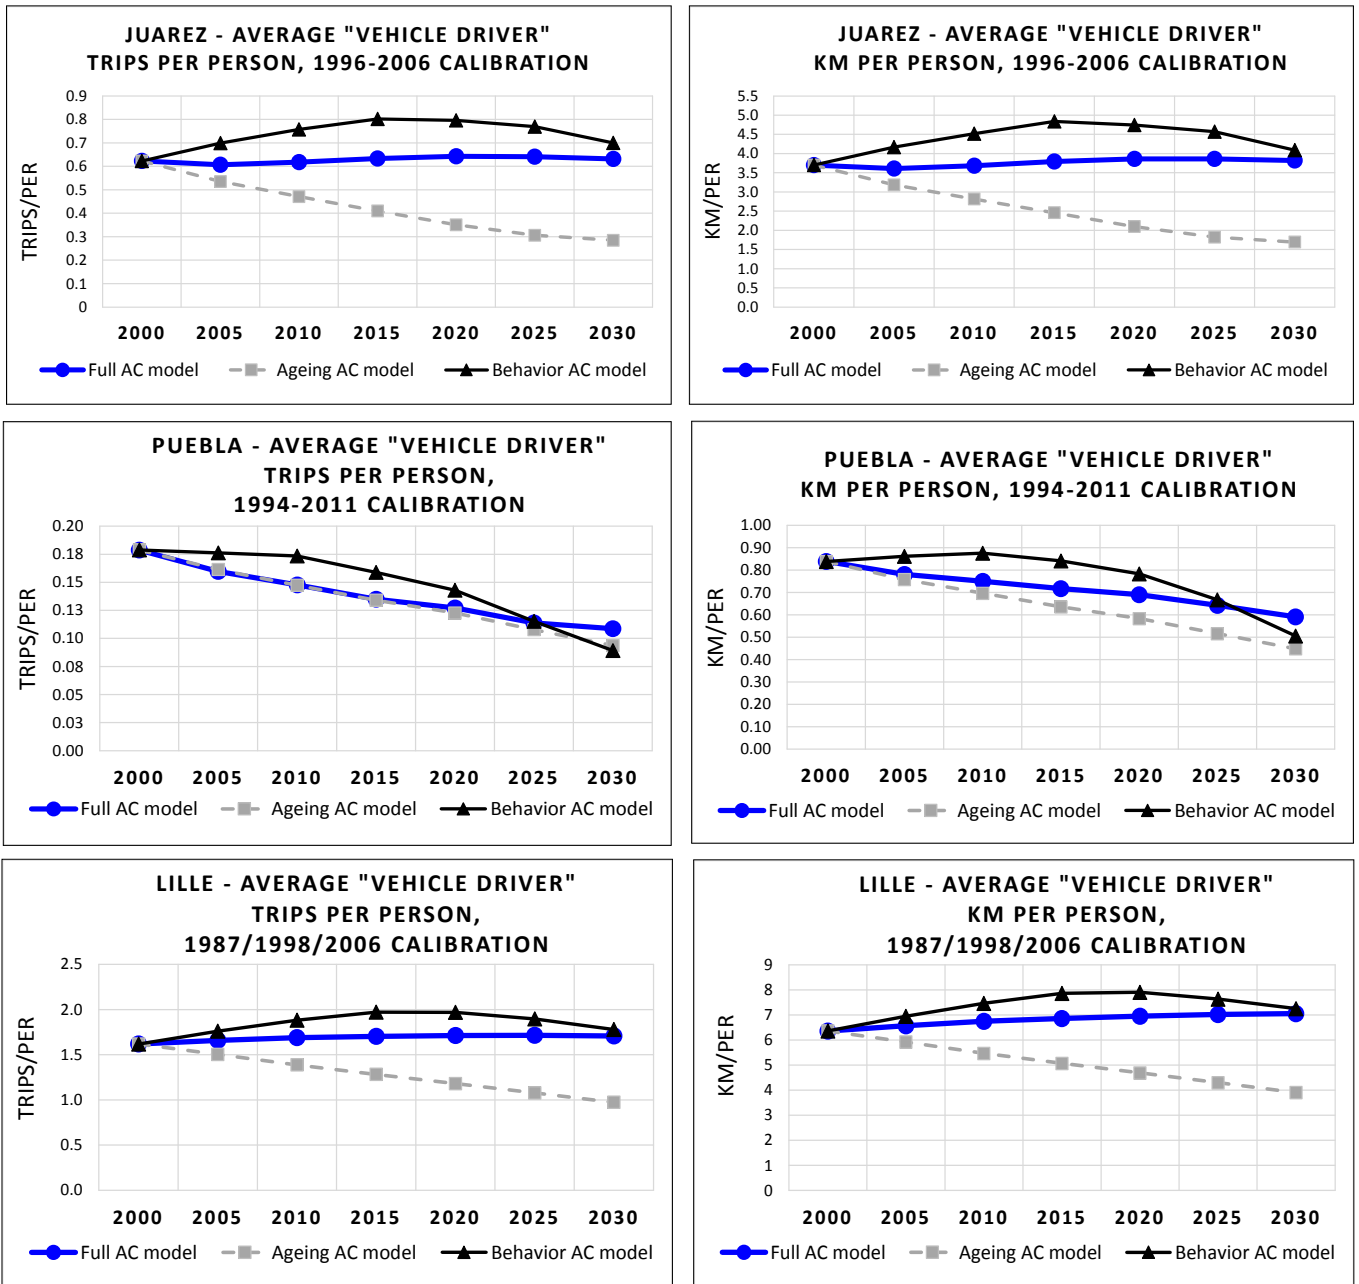 JUAREZ - AVERAGE "VEHICLE DRIVER"
TRIPS PER PERSON, 1996-2006 CALIBRATION
TRIPS/PER
0.9
0.8
0.7
0.6
0.5
0.4
0.3
0.2
0.1
0
2000 2005 2010 2015 2020 2025 2030
Full AC model Ageing AC model Behavior AC model
JUAREZ - AVERAGE "VEHICLE DRIVER"
KM PER PERSON, 1996-2006 CALIBRATION
KM/PER
5.5
5.0
4.5
4.0
3.5
3.0
2.5
2.0
1.5
1.0
0.5
0.0
2000 2005 2010 2015 2020 2025 2030
Full AC model Ageing AC model Behavior AC model
PUEBLA - AVERAGE "VEHICLE DRIVER"
TRIPS PER PERSON,
1994-2011 CALIBRATION
TRIPS/PER
0.20
0.18
0.15
0.13
0.10
0.08
0.05
0.03
0.00
2000 2005 2010 2015 2020 2025 2030
Full AC model Ageing AC model Behavior AC model
PUEBLA - AVERAGE "VEHICLE DRIVER"
KM PER PERSON, 1994-2011 CALIBRATION
KM/PER
1.00
0.90
0.80
0.70
0.60
0.50
0.40
0.30
0.20
0.10
0.00
2000 2005 2010 2015 2020 2025 2030
Full AC model Ageing AC model Behavior AC model
LILLE - AVERAGE "VEHICLE DRIVER"
TRIPS PER PERSON,
1987/1998/2006 CALIBRATION
TRIPS/PER
2.5
2.0
1.5
1.0
0.5
0.0
2000 2005 2010 2015 2020 2025 2030
Full AC model Ageing AC model Behavior AC model
LILLE - AVERAGE "VEHICLE DRIVER"
KM PER PERSON,
1987/1998/2006 CALIBRATION
KM/PER
9
8
7
6
5
4
3
2
1
0
2000 2005 2010 2015 2020 2025 2030
Full AC model Ageing AC model Behavior AC model